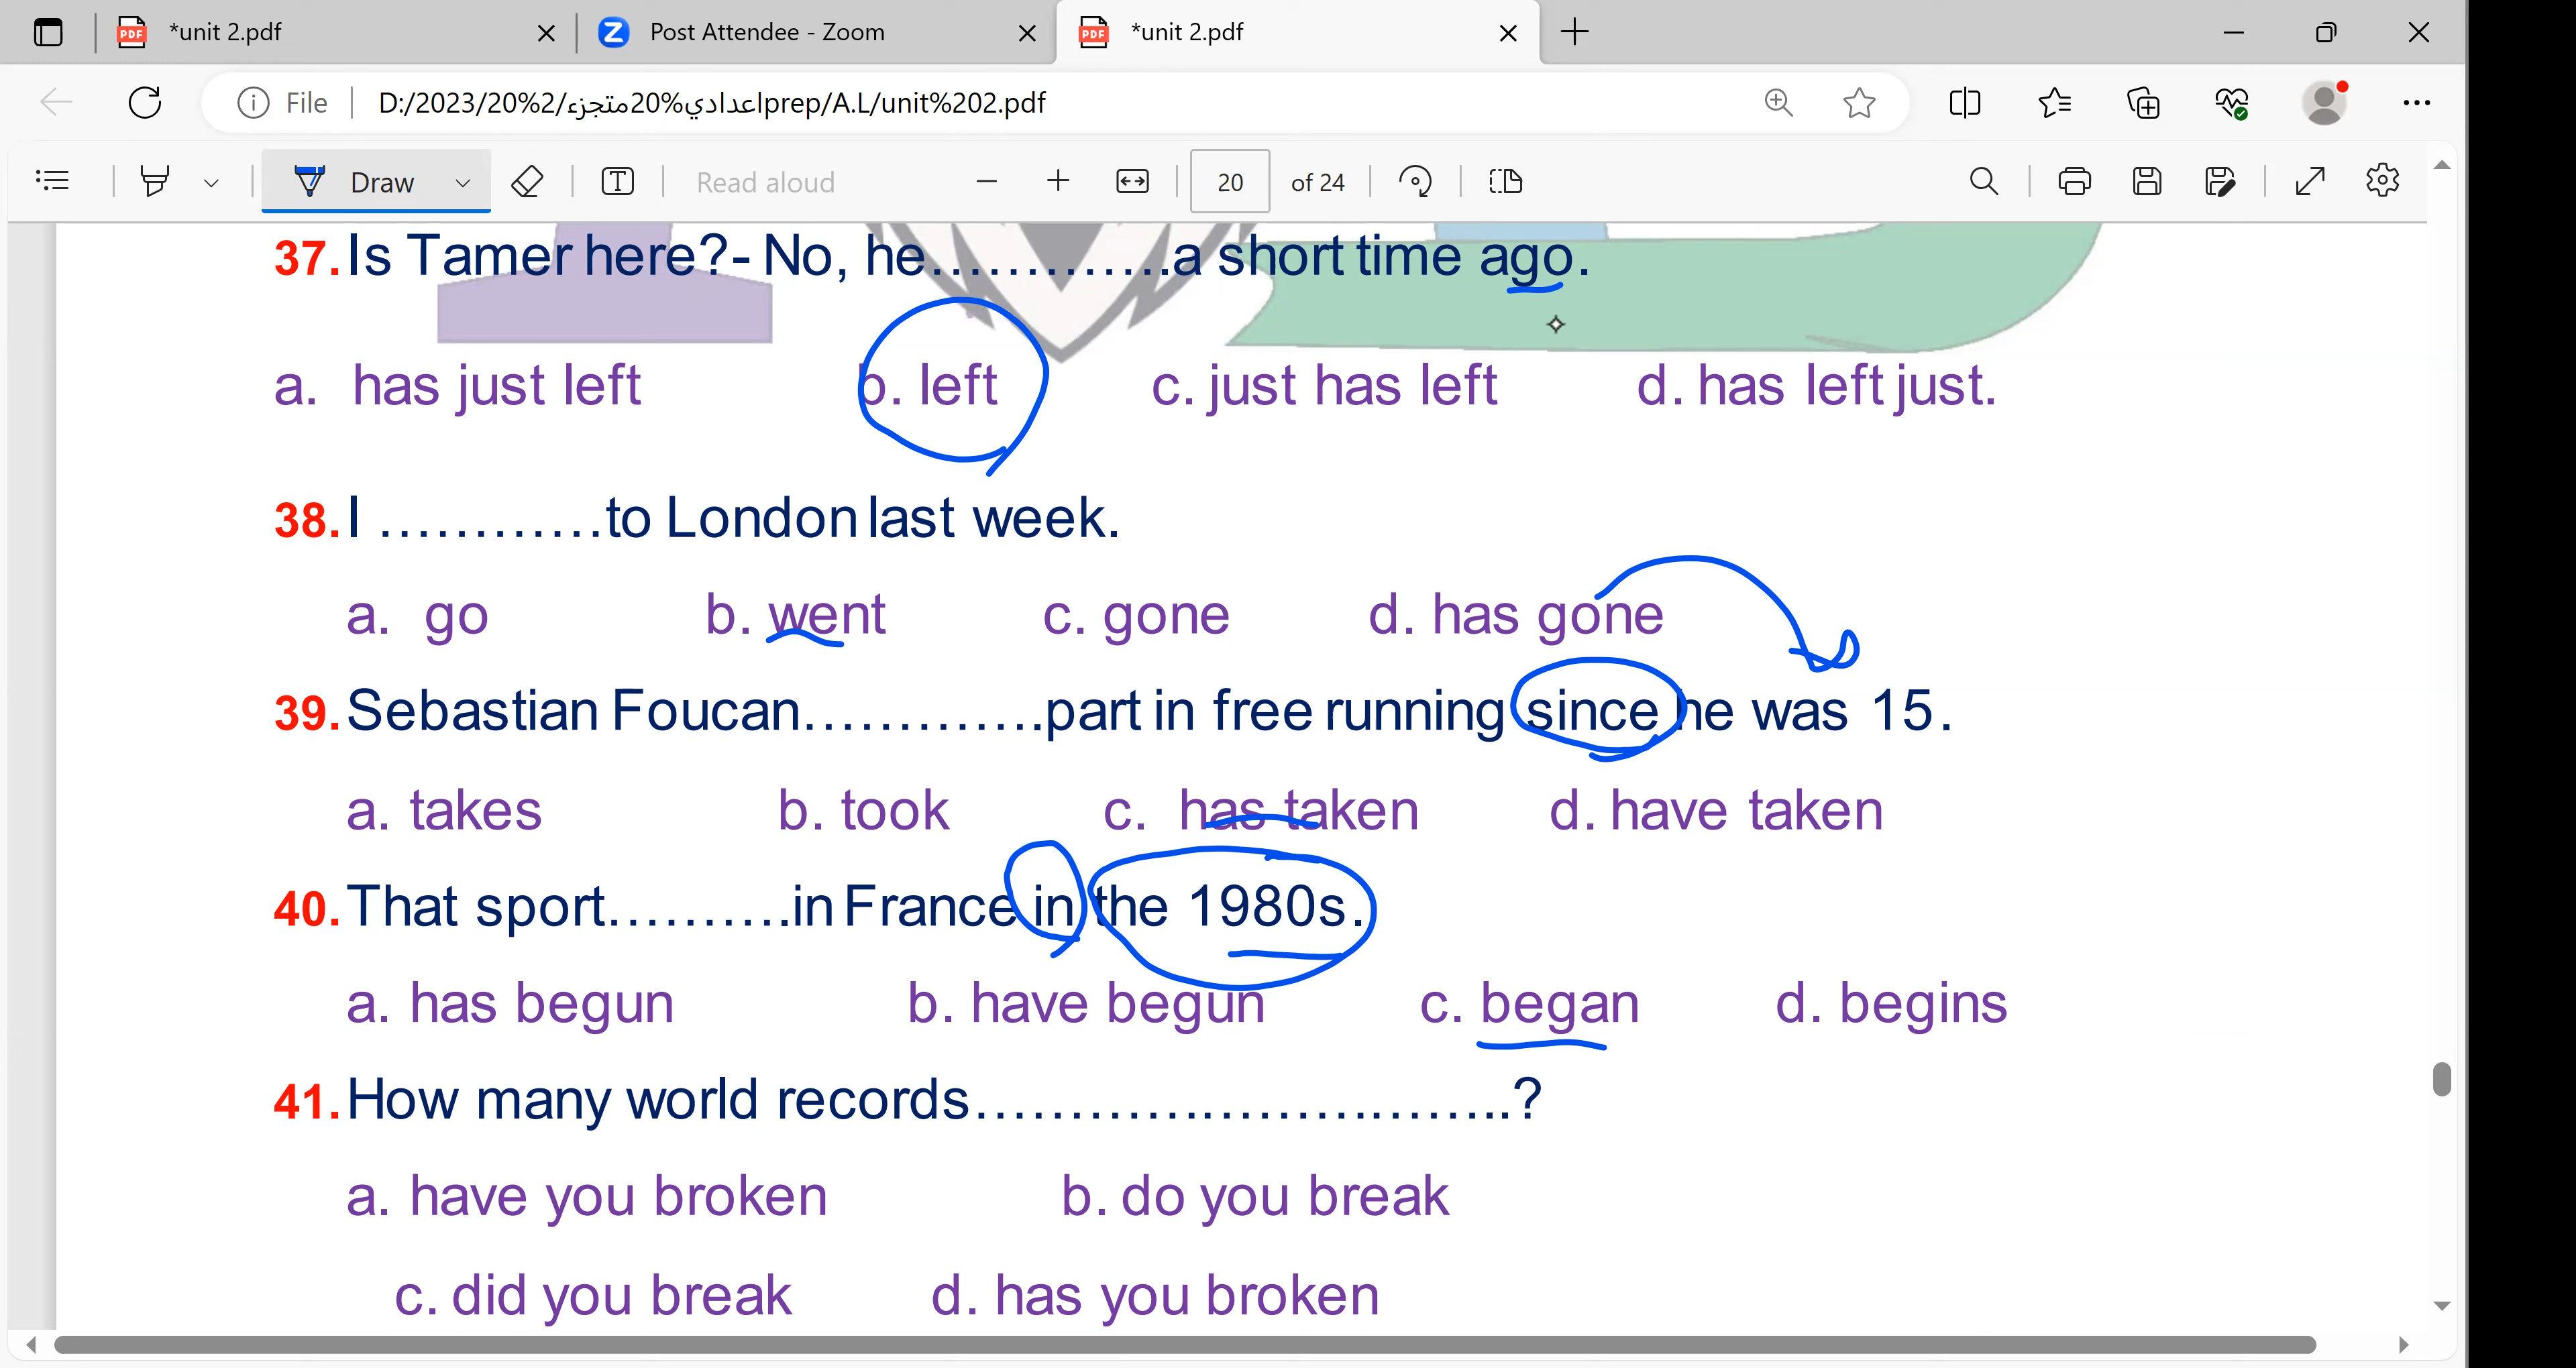 *unit 2.pdf
Post Attendee - Zoom
*unit 2.pdf
File
D:/2023/20%2/اعدادي%20متجزء/prep/A.L/unit%202.pdf
Draw
Read aloud
20
of 24
37. Is Tamer here?- No, he.............a short time ago.
a. has just left b. left c. just has left d. has left just.
38. I ............to London last week.
a. go b. went c. gone d. has gone
39. Sebastian Foucan.............part in free running since he was 15.
a. takes b. took c. has taken d. have taken
40. That sport..........in France in the 1980s.
a. has begun b. have begun c. began d. begins
41. How many world records.............................?
a. have you broken b. do you break
c. did you break d. has you broken